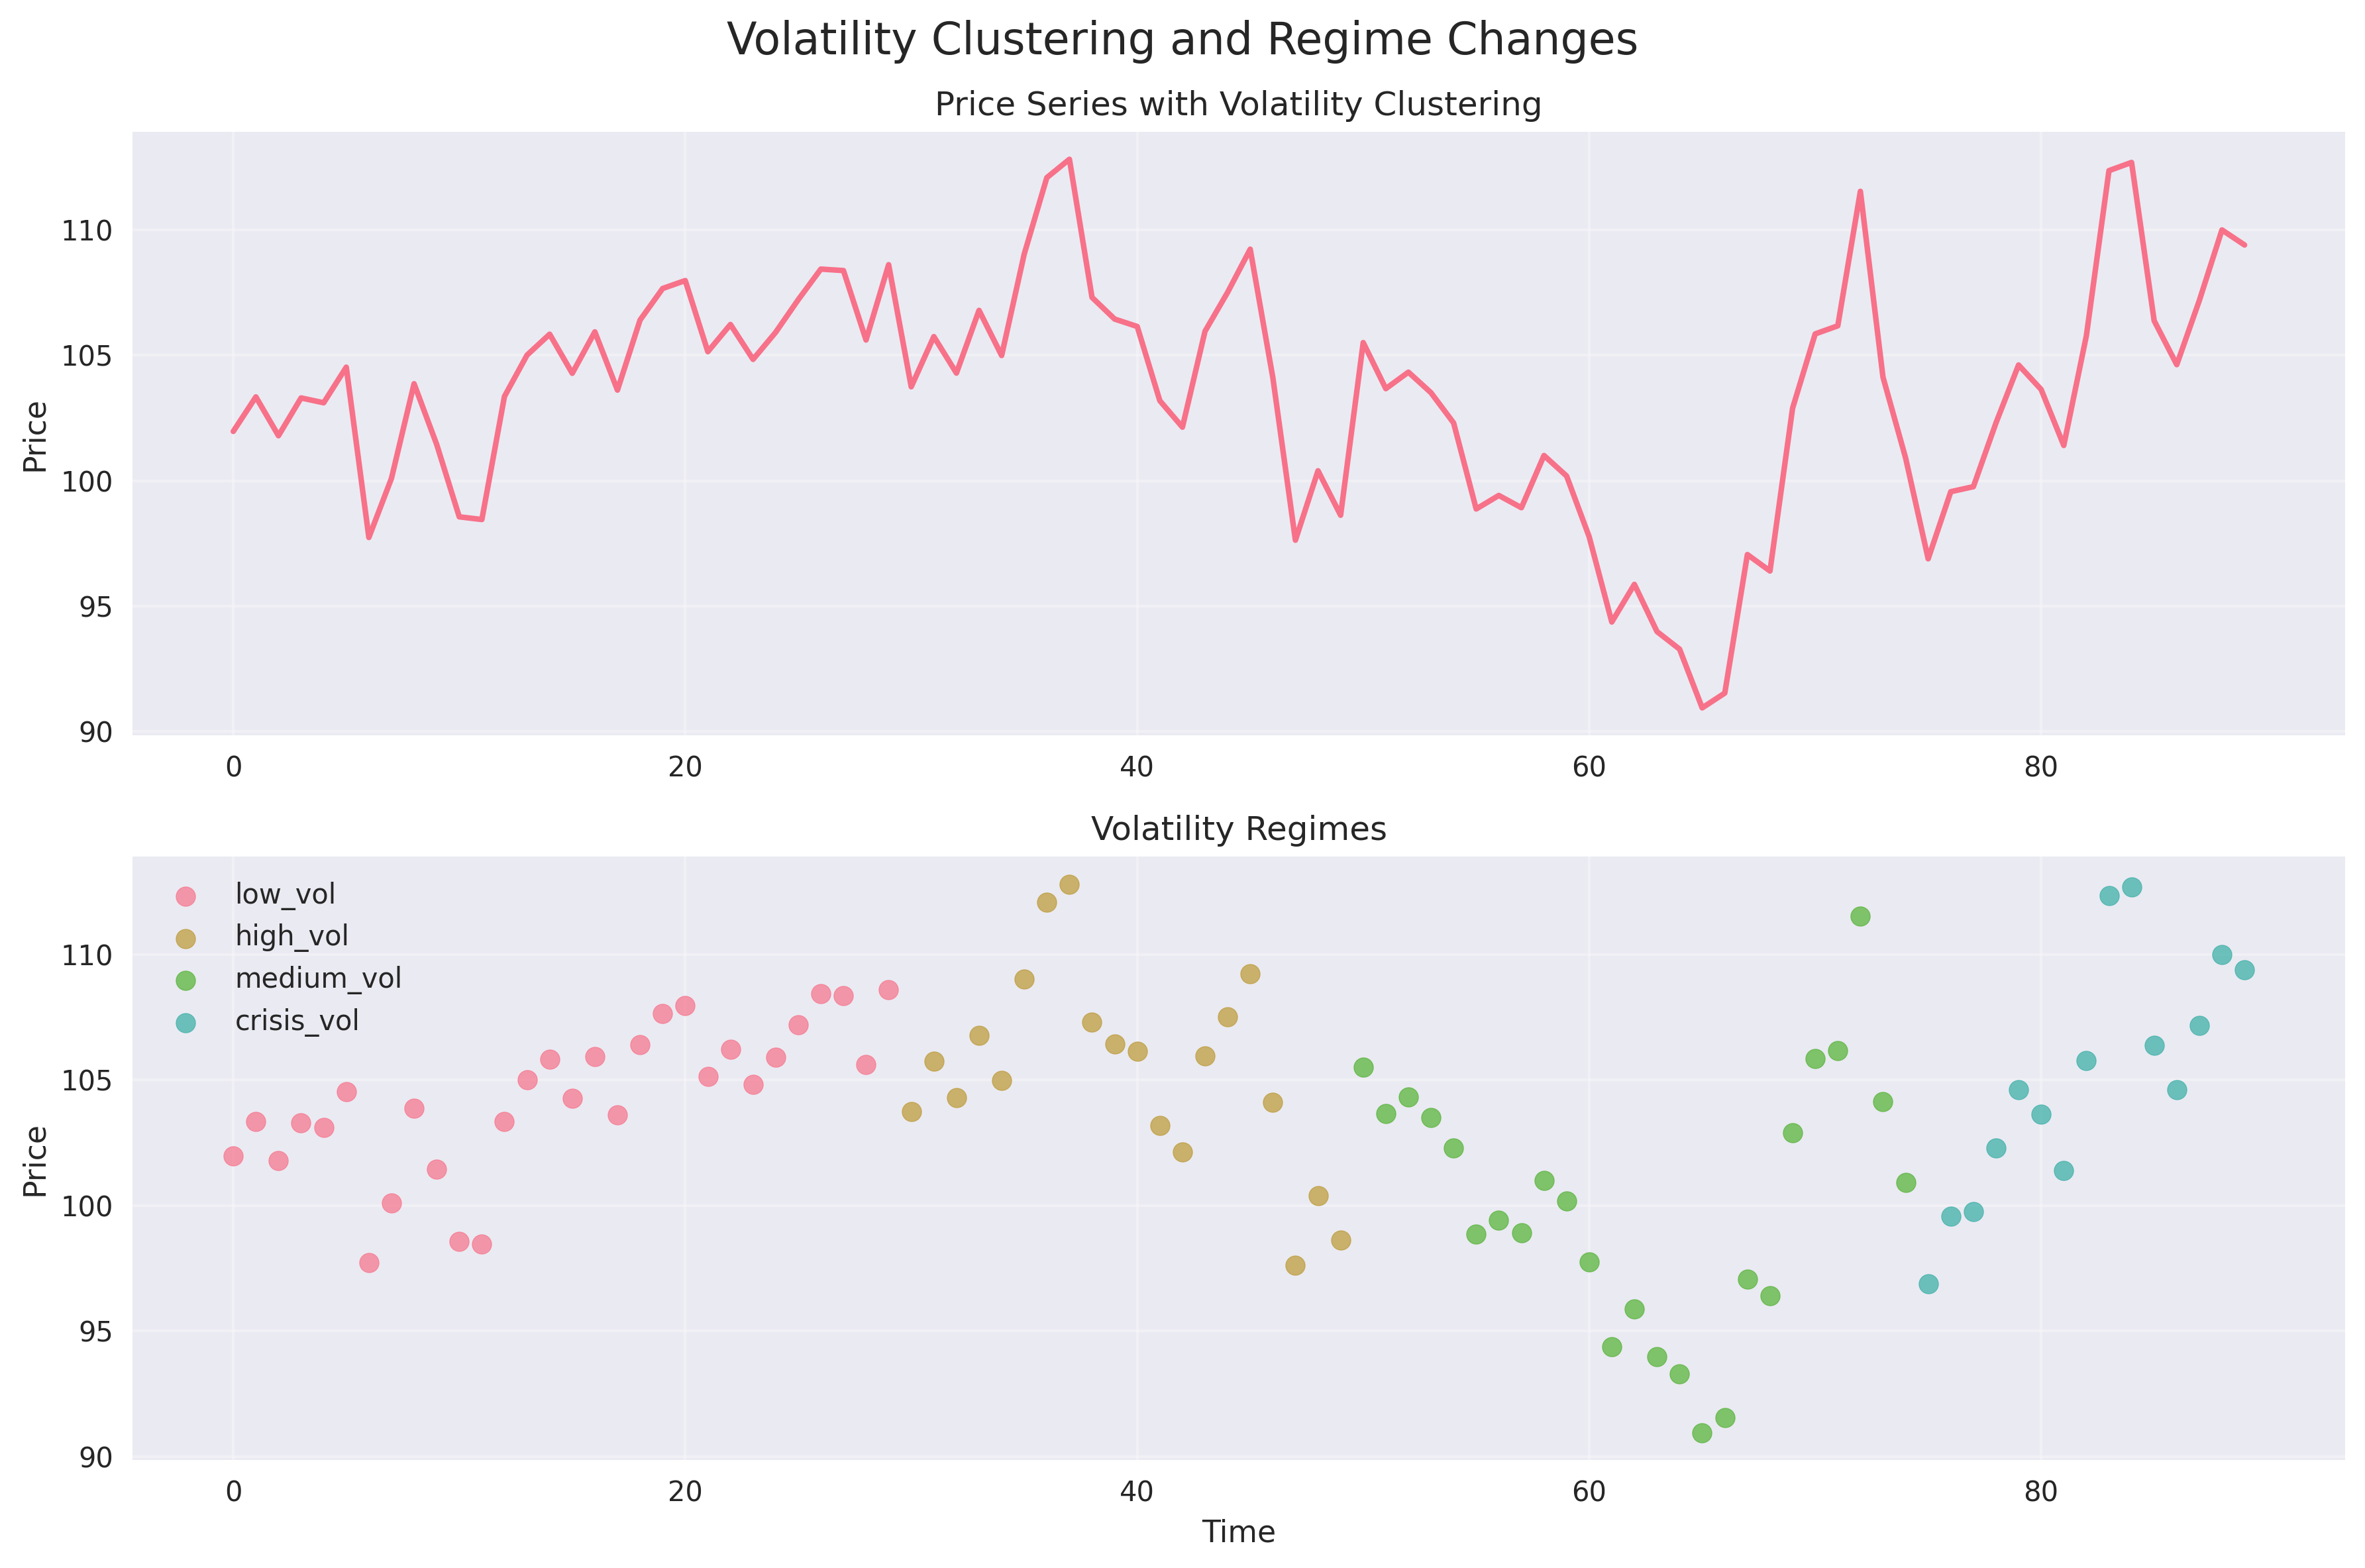 Volatility Clustering and Regime Changes
Price Series with Volatility Clustering
Price
110
105
100
95
90
0 20 40 60 80
Volatility Regimes
low_vol
high_vol
medium_vol
crisis_vol
Price
110
105
100
95
90
0 20 40 60 80
Time